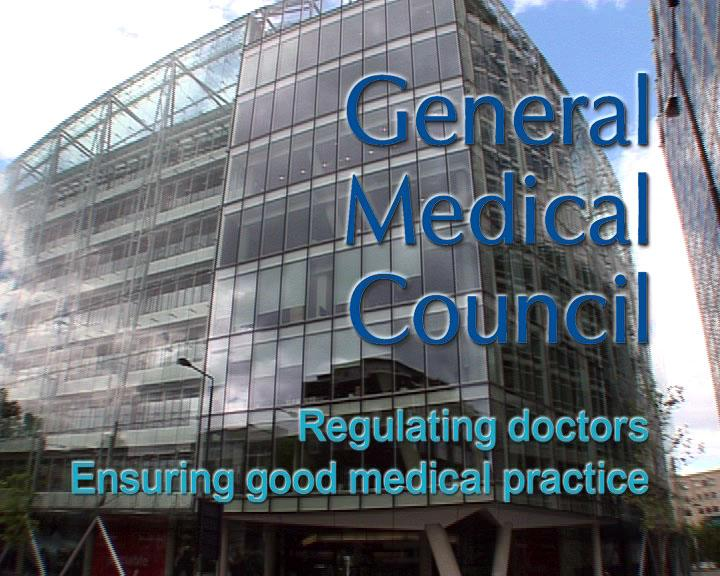 General
Medical
Council
Regulating doctors
Ensuring good medical practice